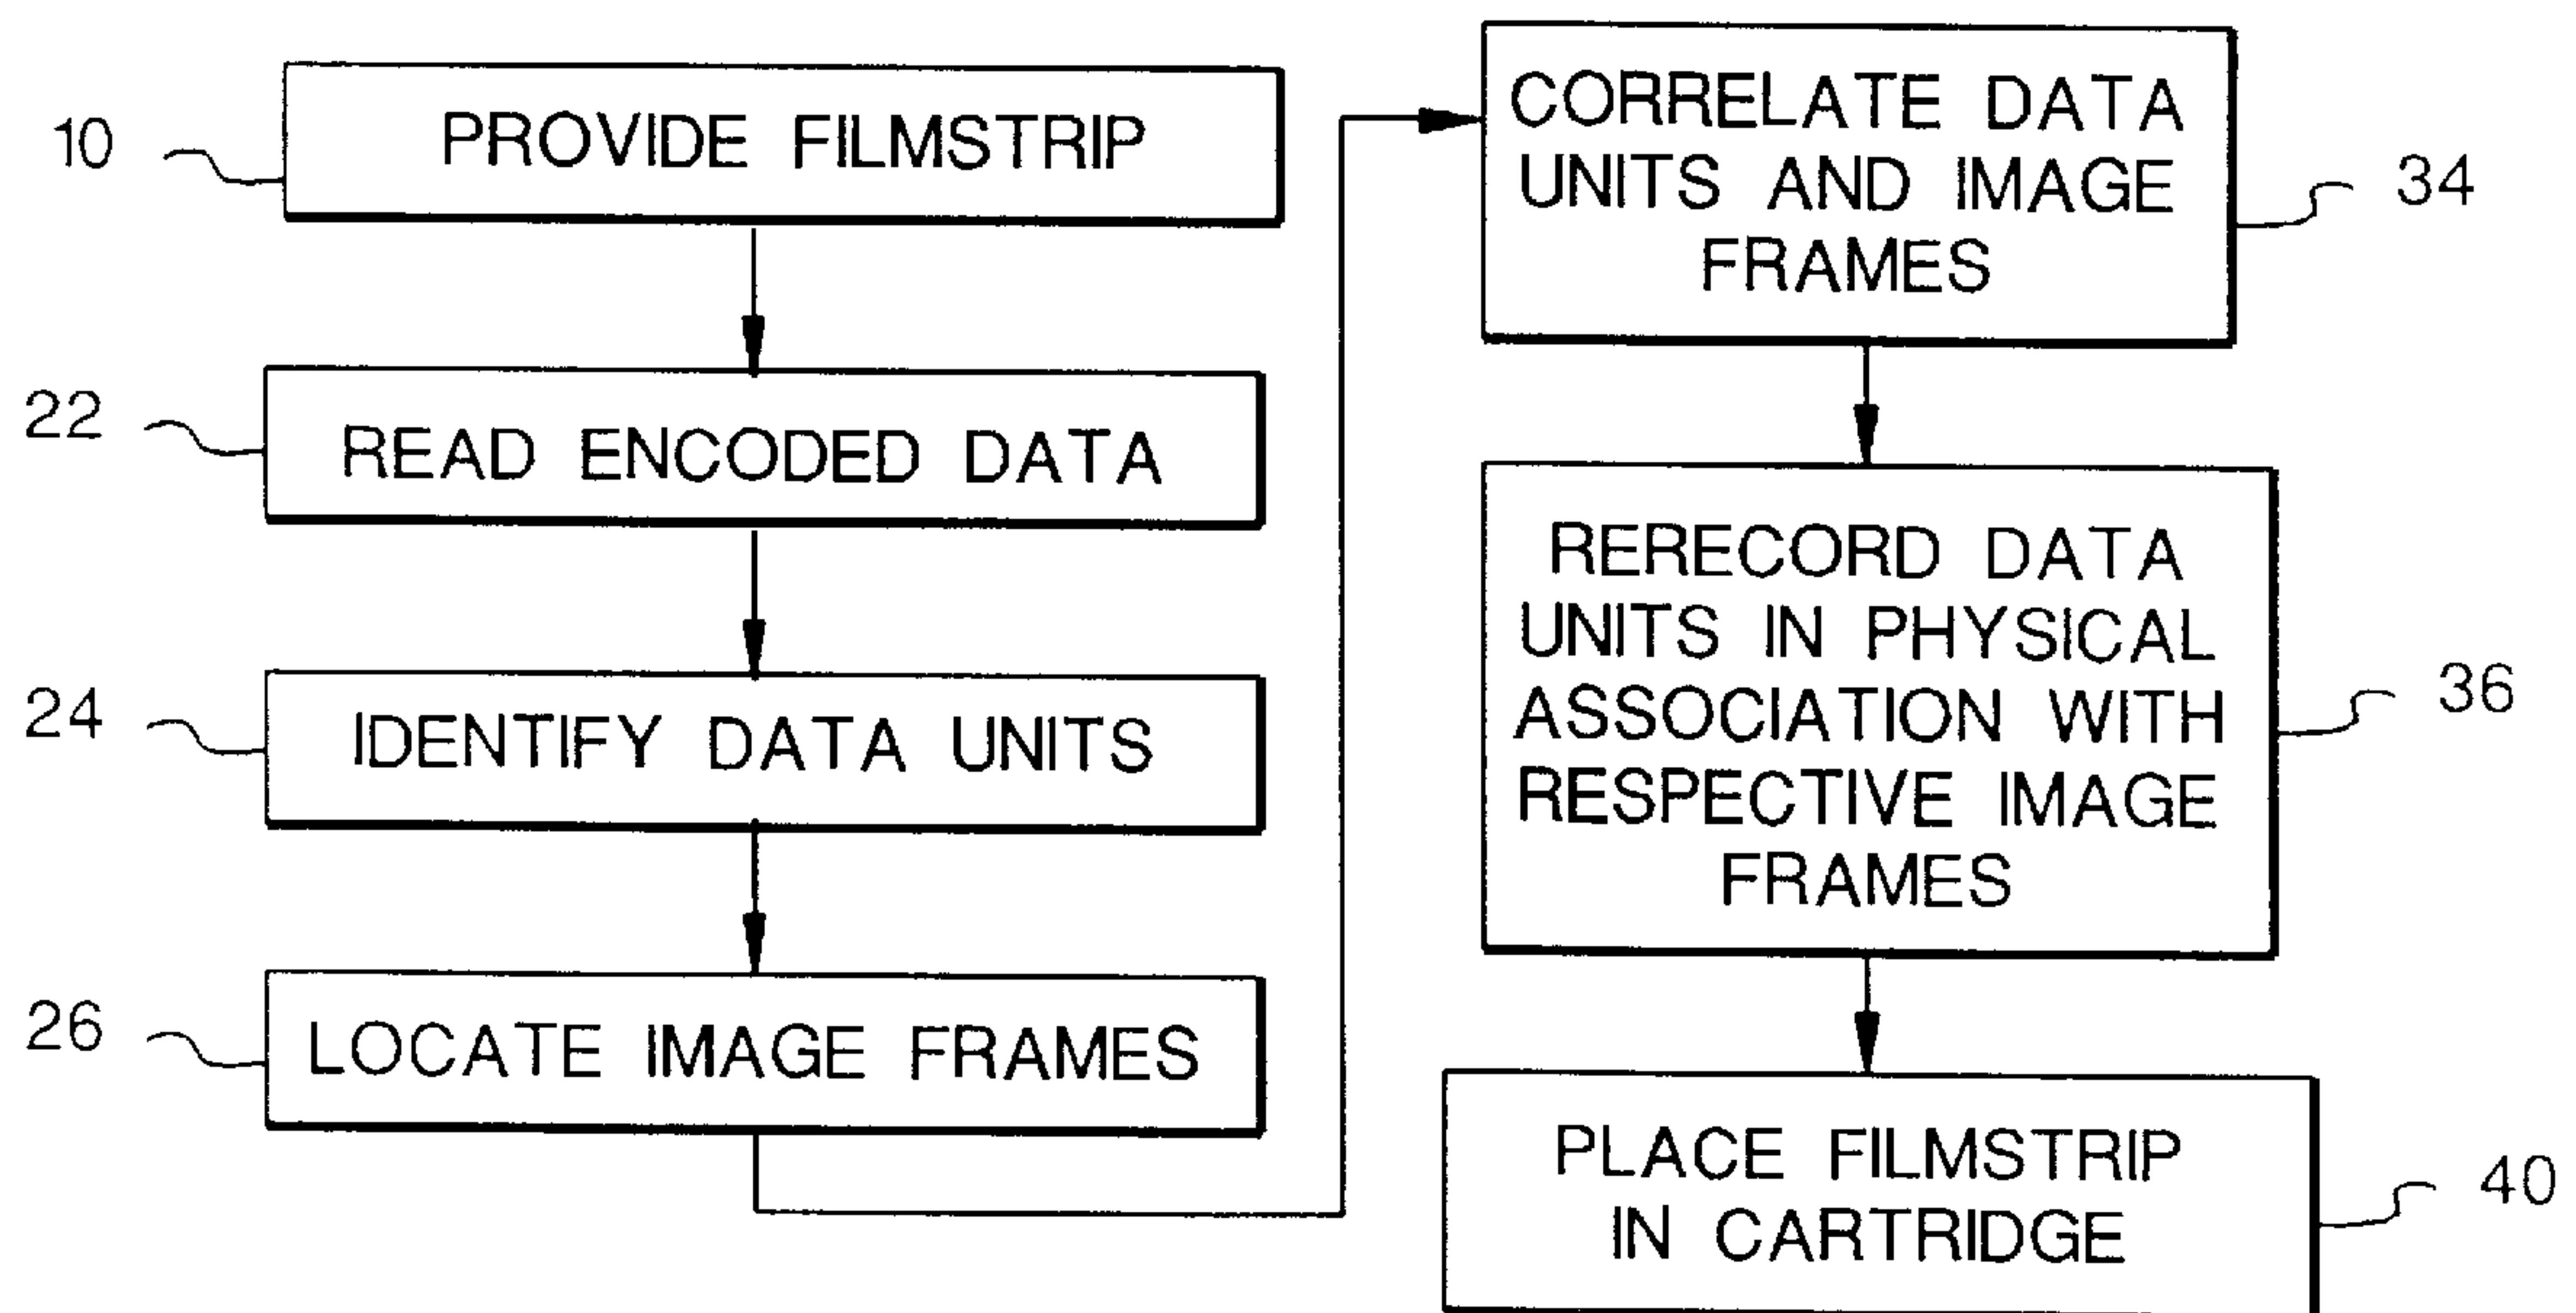 10
PROVIDE FILMSTRIP
22
READ ENCODED DATA
24
IDENTIFY DATA UNITS
26
LOCATE IMAGE FRAMES
CORRELATE DATA
UNITS AND IMAGE
FRAMES
34
RERECORD DATA
UNITS IN PHYSICAL
ASSOCIATION WITH
RESPECTIVE IMAGE
FRAMES
36
PLACE FILMSTRIP
IN CARTRIDGE
40